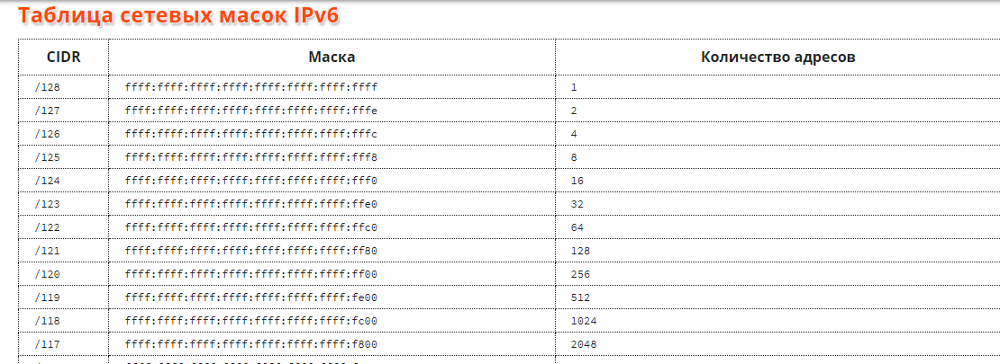 Таблица сетевых масок IPv6
CIDR Маска Количество адресов
/128 ffff:ffff:ffff:ffff:ffff:ffff:ffff:ffff 1
/127 ffff:ffff:ffff:ffff:ffff:ffff:ffff:fffe 2
/126 ffff:ffff:ffff:ffff:ffff:ffff:ffff:fffc 4
/125 ffff:ffff:ffff:ffff:ffff:ffff:ffff:fff8 8
/124 ffff:ffff:ffff:ffff:ffff:ffff:ffff:fff0 16
/123 ffff:ffff:ffff:ffff:ffff:ffff:ffff:ffe0 32
/122 ffff:ffff:ffff:ffff:ffff:ffff:ffff:ffc0 64
/121 ffff:ffff:ffff:ffff:ffff:ffff:ffff:ff80 128
/120 ffff:ffff:ffff:ffff:ffff:ffff:ffff:ff00 256
/119 ffff:ffff:ffff:ffff:ffff:ffff:ffff:fe00 512
/118 ffff:ffff:ffff:ffff:ffff:ffff:ffff:fc00 1024
/117 ffff:ffff:ffff:ffff:ffff:ffff:ffff:f800 2048